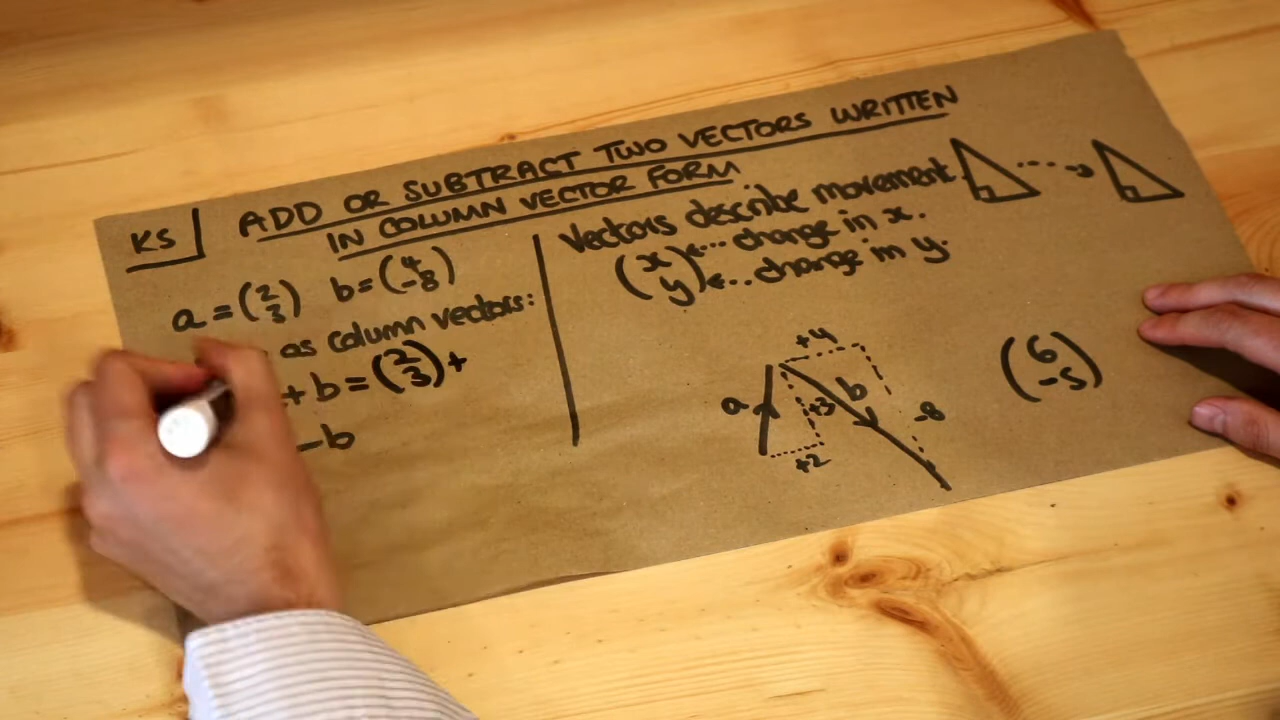 KS
ADD OR SUBTRACT TWO VECTORS WRITTEN
IN COLUMN VECTOR FORM
a = (2 3) b = (4 -8)
as column vectors:
+ b = (2 3) +
- b
Vectors describe movement.
(x y) ←... change in x.
←... change in y.
a
+2
+3
+4
b
-8
(6 -5)